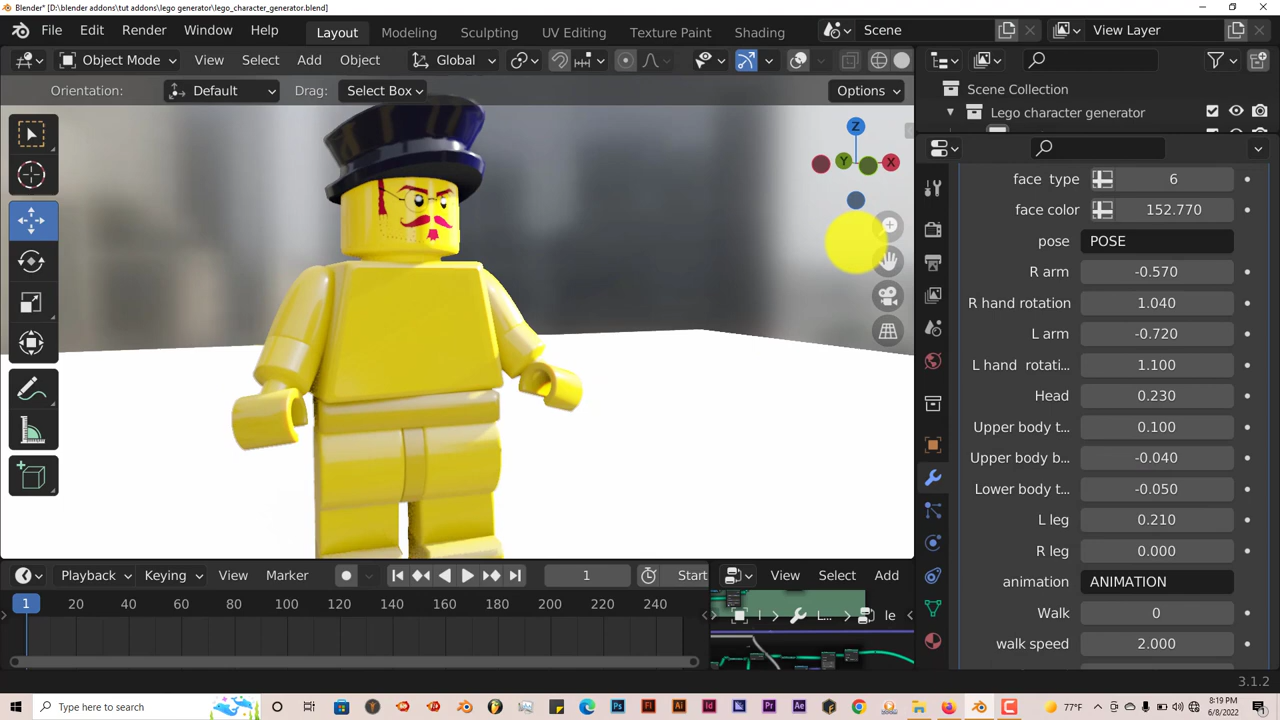 Blender* [D:\blender addons\tut addons\lego generator\lego_character_generator.blend]
File Edit Render Window Help Layout Modeling Sculpting UV Editing Texture Paint Shading Scene View Layer
Object Mode View Select Add Object Global
Orientation: Default Drag: Select Box Options
Scene Collection
Lego character generator
Z
Y X
face type 6
face color 152.770
pose POSE
R arm -0.570
R hand rotation 1.040
L arm -0.720
L hand rotati... 1.100
Head 0.230
Upper body t... 0.100
Upper body b... -0.040
Lower body t... -0.050
L leg 0.210
R leg 0.000
animation ANIMATION
Walk 0
walk speed 2.000
Playback Keying View Marker 1 Start View Select Add
1 20 40 60 80 100 120 140 160 180 200 220 240
l L... le
3.1.2
Type here to search
77°F
8:19 PM
6/8/2022